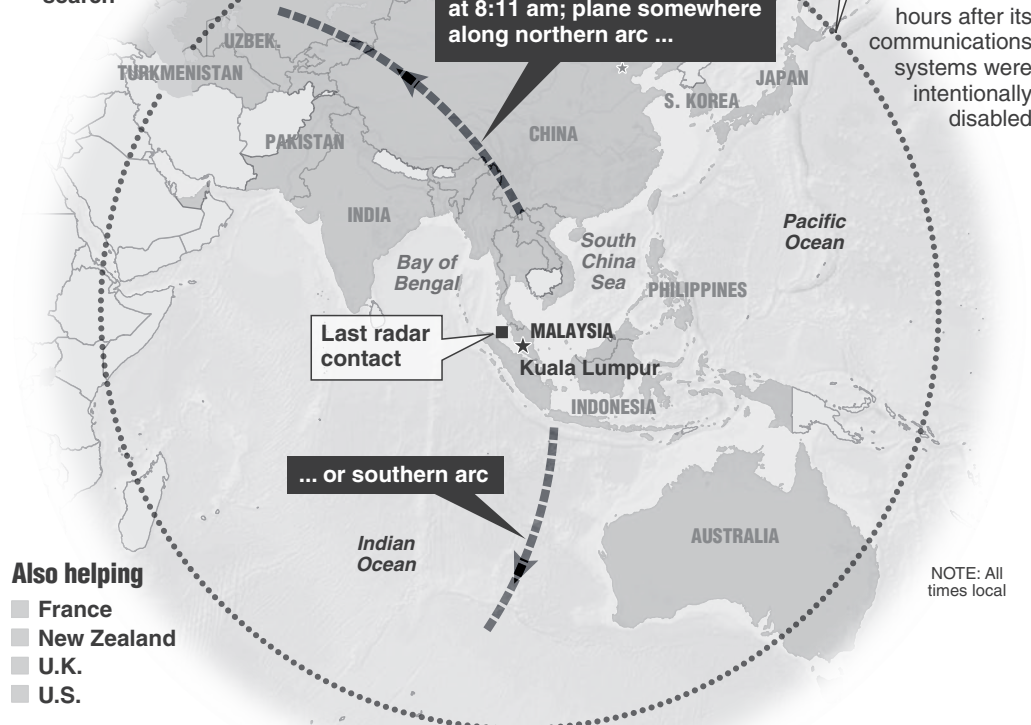 search
at 8:11 am; plane somewhere
along northern arc ...
hours after its
communications
systems were
intentionally
disabled
UZBEK.
TURKMENISTAN
PAKISTAN
INDIA
CHINA
S. KOREA
JAPAN
Pacific
Ocean
South
China
Sea
Bay of
Bengal
PHILIPPINES
Last radar
contact
MALAYSIA
Kuala Lumpur
INDONESIA
... or southern arc
Indian
Ocean
AUSTRALIA
NOTE: All
times local
Also helping
France
New Zealand
U.K.
U.S.